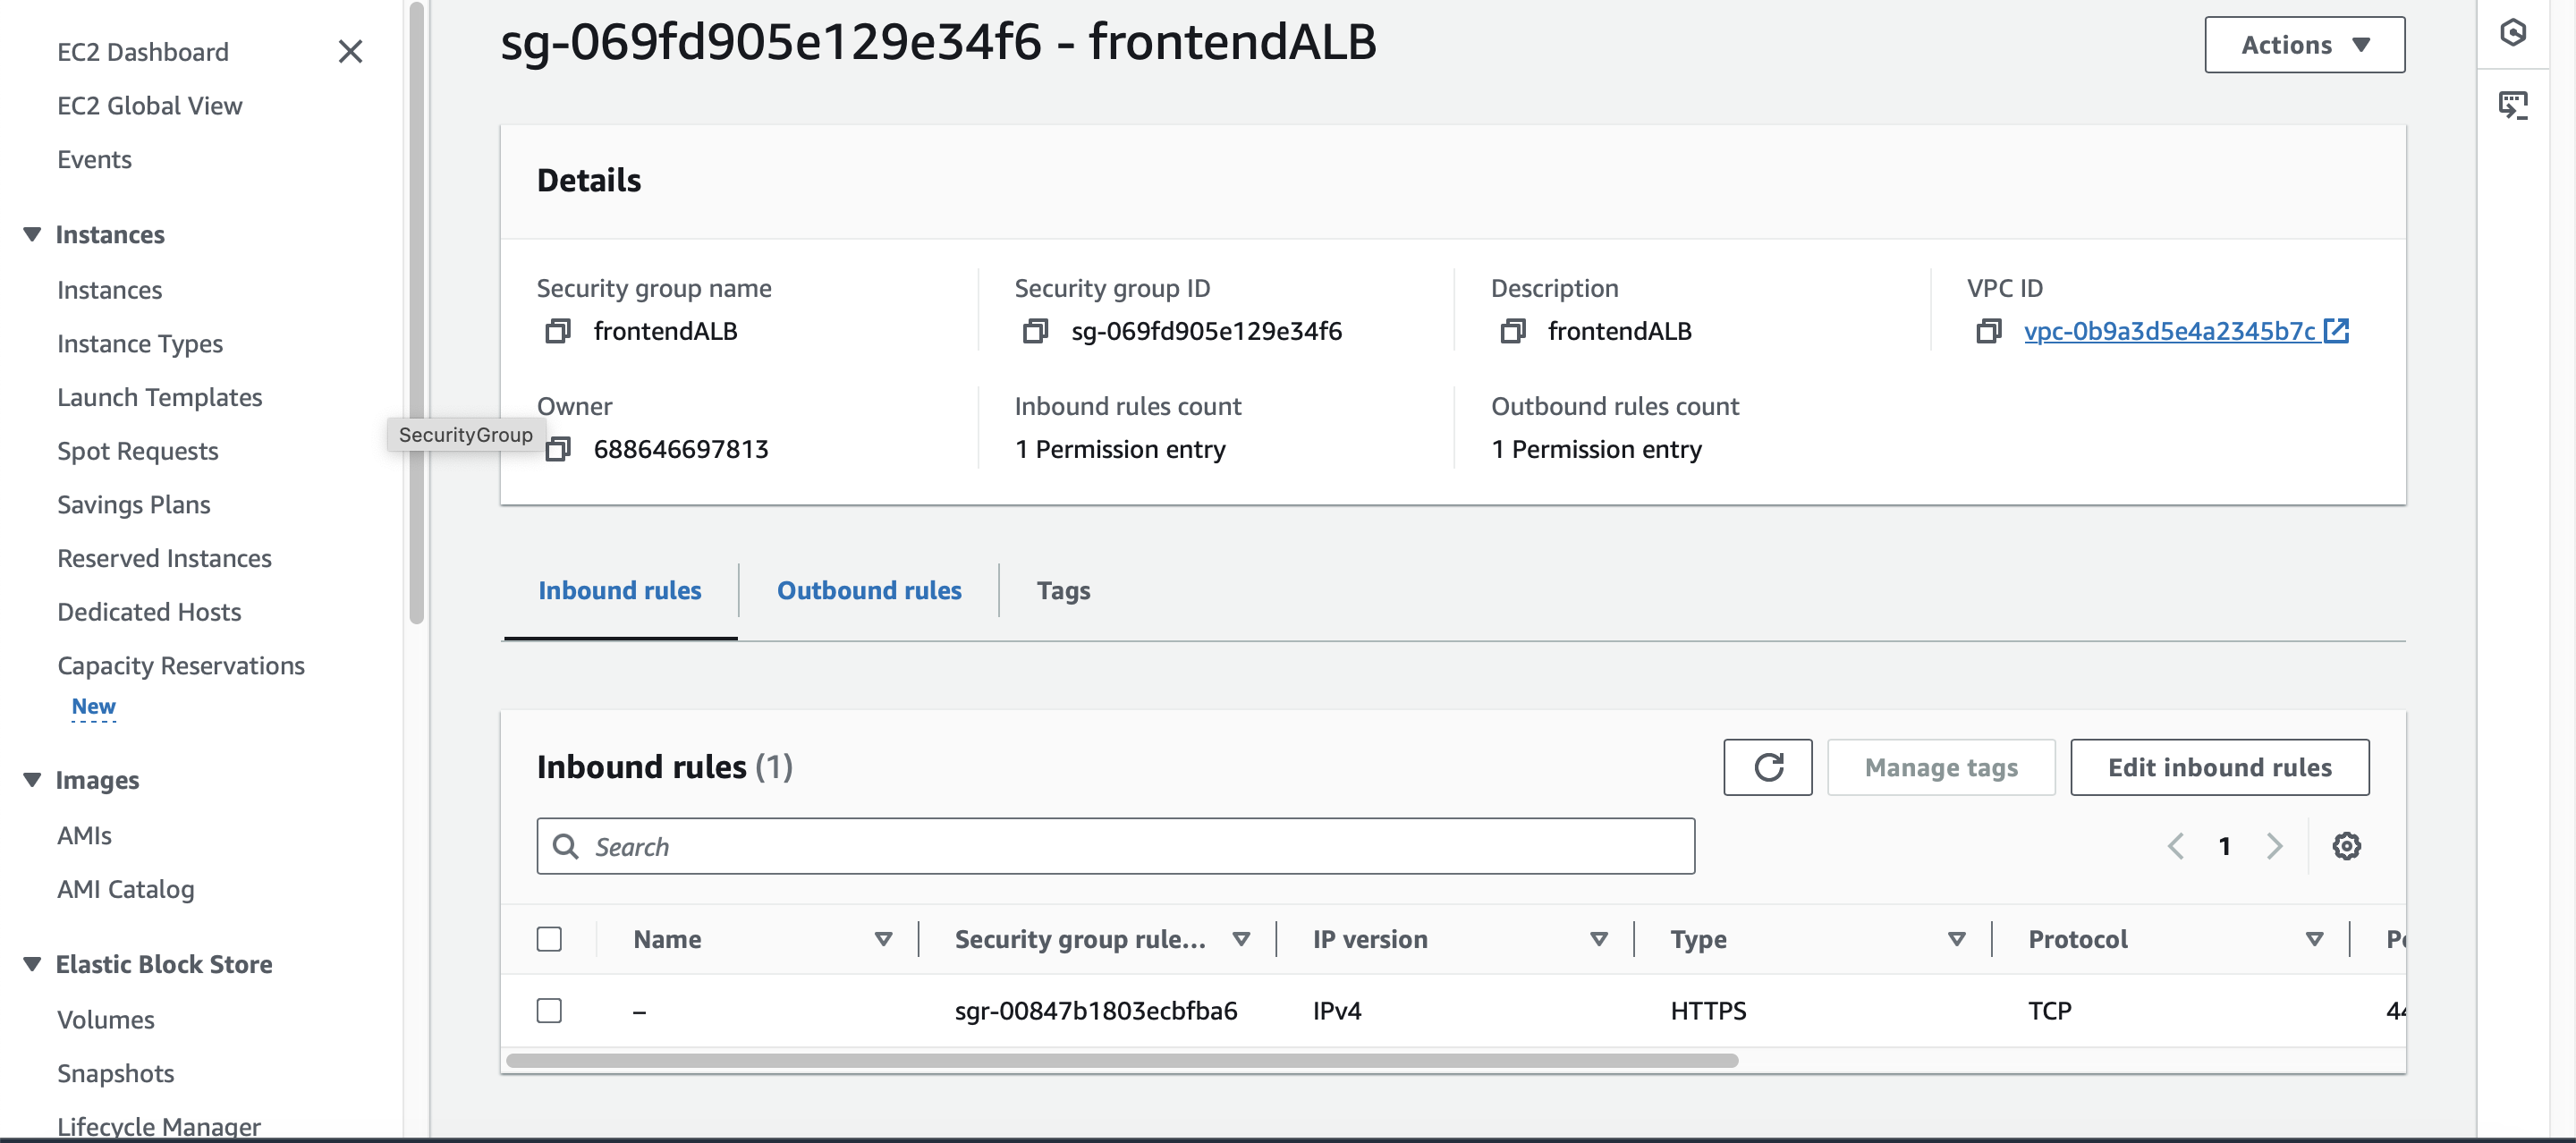 EC2 Dashboard
EC2 Global View
Events
Instances
Instances
Instance Types
Launch Templates
Spot Requests
Savings Plans
Reserved Instances
Dedicated Hosts
Capacity Reservations
New
Images
AMIs
AMI Catalog
Elastic Block Store
Volumes
Snapshots
Lifecycle Manager
SecurityGroup
sg-069fd905e129e34f6 - frontendALB
Actions
Details
Security group name
frontendALB
Security group ID
sg-069fd905e129e34f6
Description
frontendALB
VPC ID
vpc-0b9a3d5e4a2345b7c
Owner
688646697813
Inbound rules count
1 Permission entry
Outbound rules count
1 Permission entry
Inbound rules
Outbound rules
Tags
Inbound rules (1)
Manage tags
Edit inbound rules
Search
1
Name
Security group rule...
IP version
Type
Protocol
–
sgr-00847b1803ecbfba6
IPv4
HTTPS
TCP